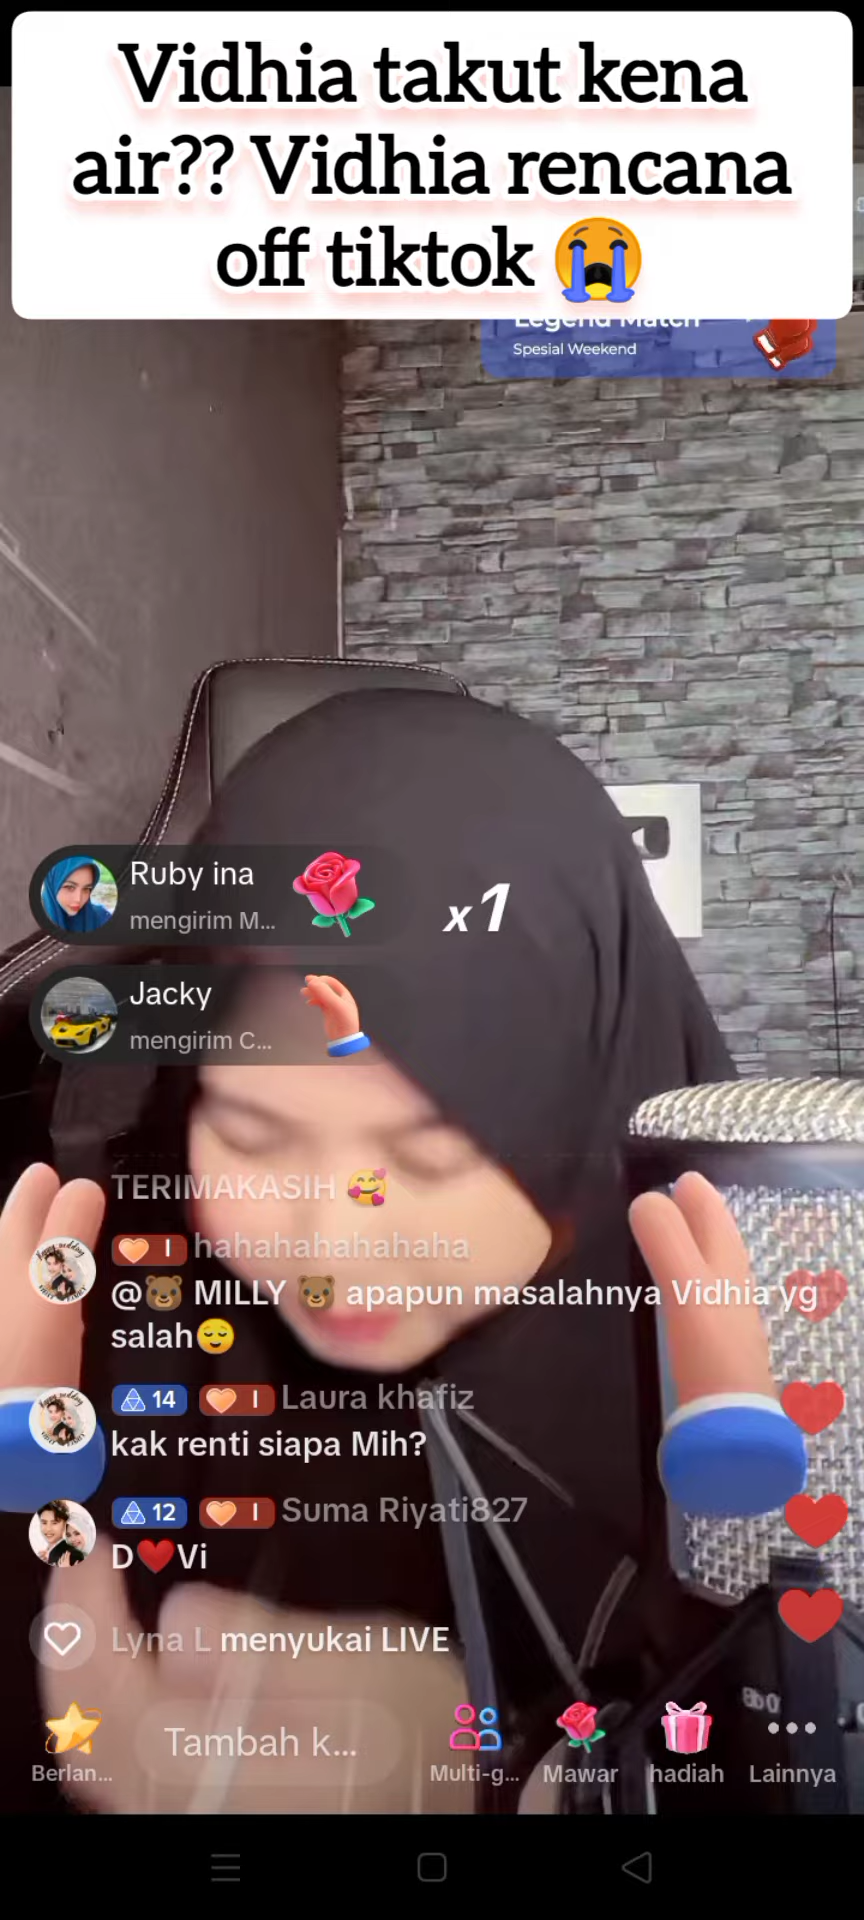 Vidhia takut kena
air?? Vidhia rencana
off tiktok 😭
Legend Match
Spesial Weekend
Ruby ina
mengirim M...
x1
Jacky
mengirim C...
TERIMAKASIH 🥰
I hahahahahahaha
@🐻 MILLY 🐻 apapun masalahnya Vidhia yg
salah😌
14 I Laura khafiz
kak renti siapa Mih?
12 I Suma Riyati827
D❤️Vi
Lyna L menyukai LIVE
Tambah k...
Berlan...
Multi-g...
Mawar
hadiah
Lainnya